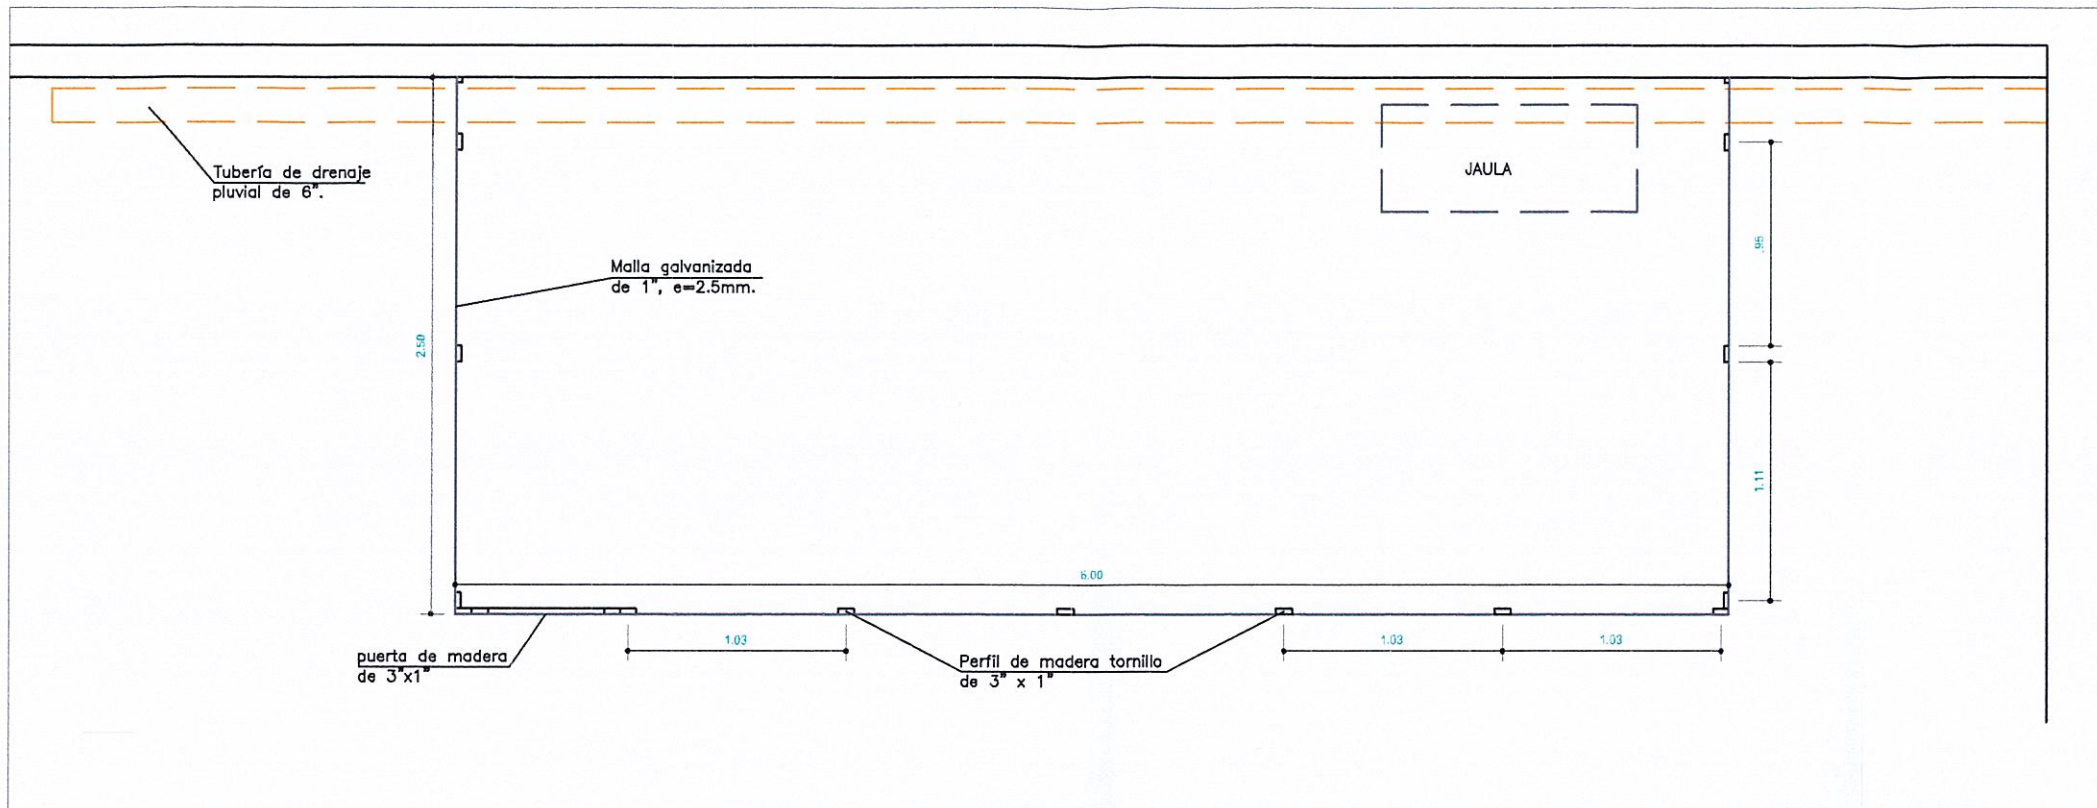 Tubería de drenaje
pluvial de 6".
JAULA
Malla galvanizada
de 1", e=2.5mm.
.95
2.50
1.11
6.00
1.03
1.03
1.03
puerta de madera
de 3"x1"
Perfil de madera tornillo
de 3" x 1"